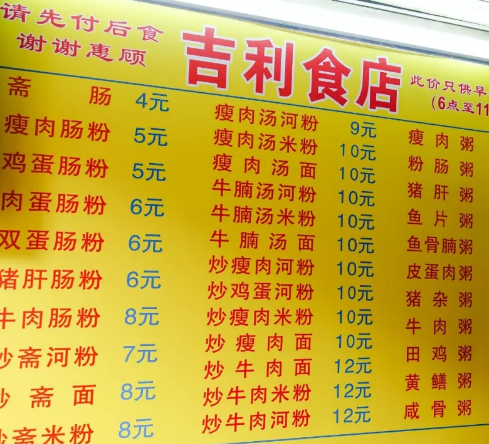 请先付后食
谢谢惠顾
吉利食店
此价只供早
(6点至11
斋肠 4元
瘦肉肠粉 5元
鸡蛋肠粉 5元
肉蛋肠粉 6元
双蛋肠粉 6元
猪肝肠粉 6元
牛肉肠粉 8元
炒斋河粉 7元
炒斋面 8元
炒斋米粉 8元
瘦肉汤河粉 9元
瘦肉汤米粉 10元
瘦肉汤面 10元
牛腩汤河粉 10元
牛腩汤米粉 10元
牛腩汤面 10元
炒瘦肉河粉 10元
炒鸡蛋河粉 10元
炒瘦肉米粉 10元
炒瘦肉面 10元
炒牛肉面 12元
炒牛肉米粉 12元
炒牛肉河粉 12元
瘦肉粥
粉肠粥
猪肝粥
鱼片粥
鱼骨腩粥
皮蛋肉粥
猪杂粥
牛肉粥
田鸡粥
黄鳝粥
咸骨粥